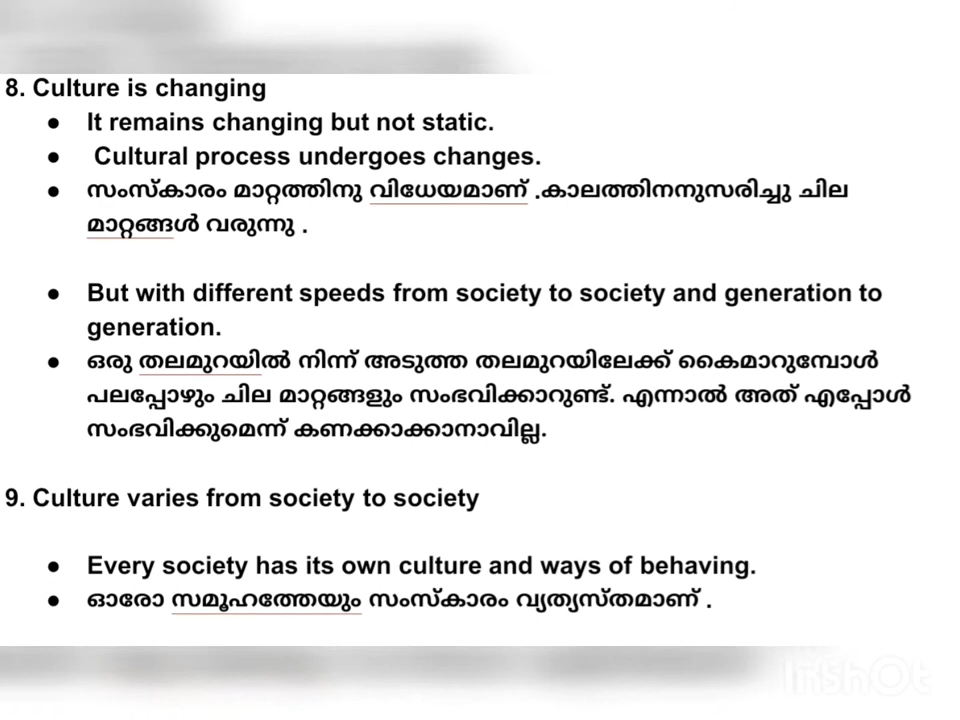 8. Culture is changing
● It remains changing but not static.
● Cultural process undergoes changes.
● സംസ്കാരം മാറ്റത്തിനു വിധേയമാണ് .കാലത്തിനനുസരിച്ചു ചില
മാറ്റങ്ങൾ വരുന്നു .
● But with different speeds from society to society and generation to
generation.
● ഒരു തലമുറയിൽ നിന്ന് അടുത്ത തലമുറയിലേക്ക് കൈമാറുമ്പോൾ
പലപ്പോഴും ചില മാറ്റങ്ങളും സംഭവിക്കാറുണ്ട്. എന്നാൽ അത് എപ്പോൾ
സംഭവിക്കുമെന്ന് കണക്കാക്കാനാവില്ല.
9. Culture varies from society to society
● Every society has its own culture and ways of behaving.
● ഓരോ സമൂഹത്തേയും സംസ്കാരം വ്യത്യസ്തമാണ് .
InShOt